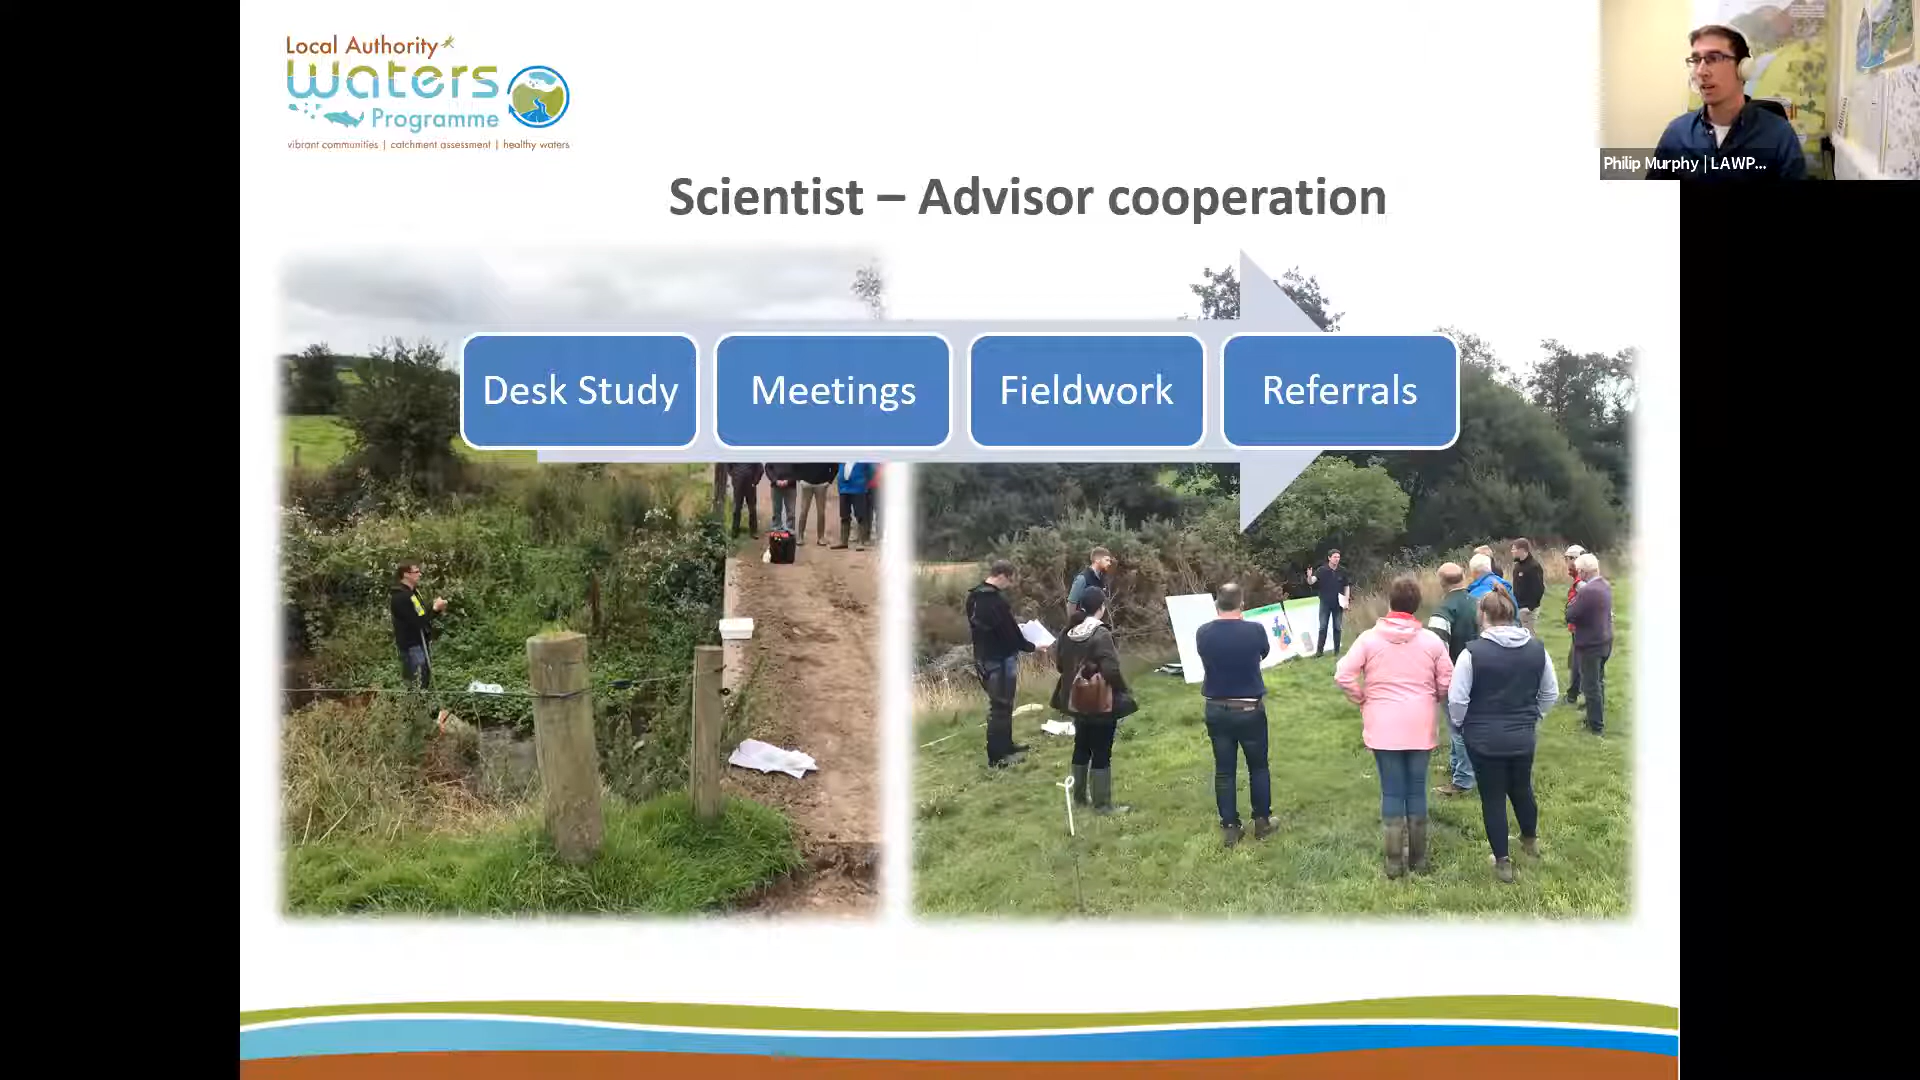 Local Authority
Waters
Programme
vibrant communities | catchment assessment | healthy waters
Philip Murphy | LAWP...
Scientist – Advisor cooperation
Desk Study
Meetings
Fieldwork
Referrals